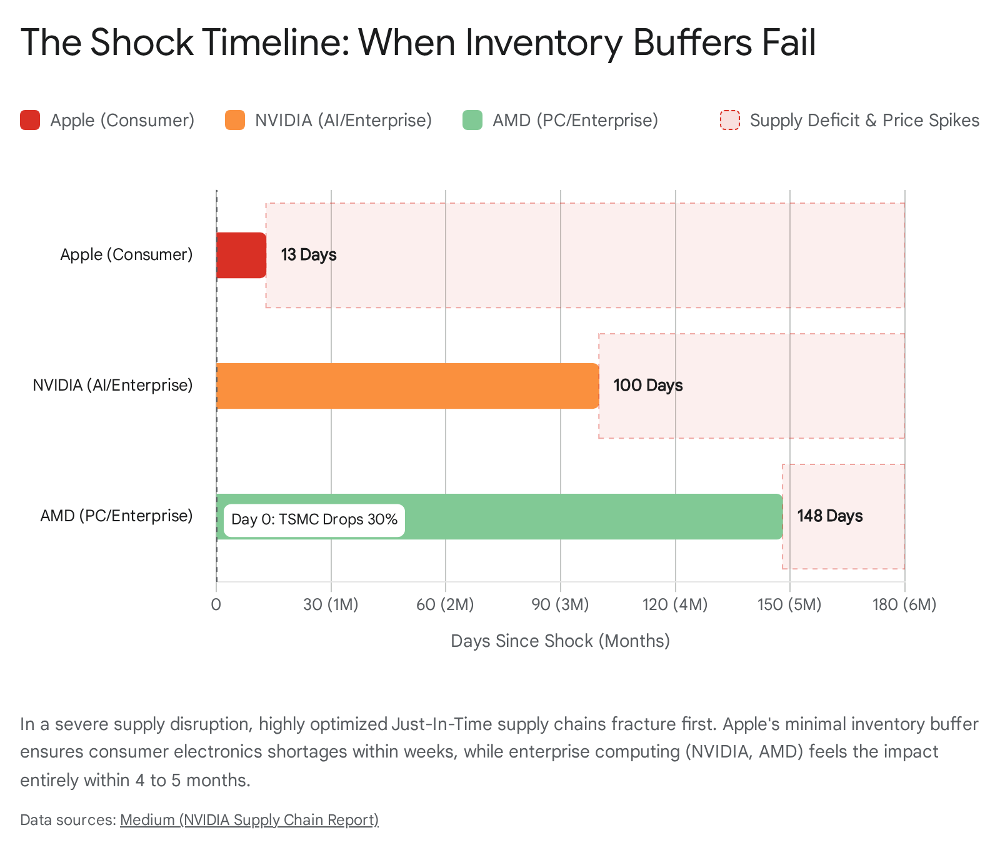 The Shock Timeline: When Inventory Buffers Fail
Apple (Consumer)
NVIDIA (AI/Enterprise)
AMD (PC/Enterprise)
Supply Deficit & Price Spikes
Apple (Consumer)
13 Days
NVIDIA (AI/Enterprise)
100 Days
AMD (PC/Enterprise)
Day 0: TSMC Drops 30%
148 Days
0
30 (1M)
60 (2M)
90 (3M)
120 (4M)
150 (5M)
180 (6M)
Days Since Shock (Months)
In a severe supply disruption, highly optimized Just-In-Time supply chains fracture first. Apple's minimal inventory buffer
ensures consumer electronics shortages within weeks, while enterprise computing (NVIDIA, AMD) feels the impact
entirely within 4 to 5 months.
Data sources: Medium (NVIDIA Supply Chain Report)